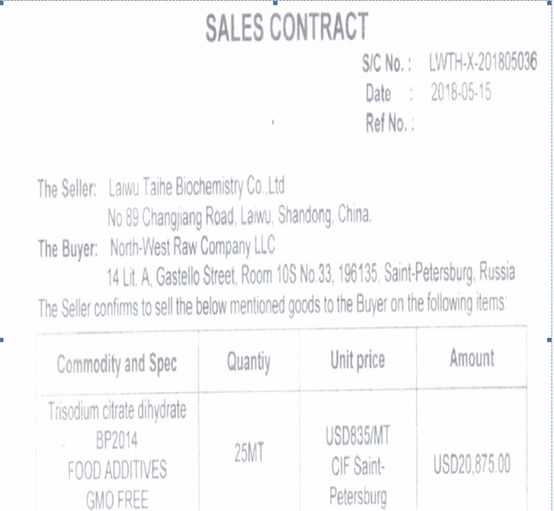 SALES CONTRACT
S/C No. : LWTH-X-201805036
Date : 2018-05-15
Ref No. :
The Seller: Laiwu Taihe Biochemistry Co.,Ltd
No 89 Changjiang Road, Laiwu, Shandong, China.
The Buyer: North-West Raw Company LLC
14 Lit. A, Gastello Street, Room 10S No.33, 196135, Saint-Petersburg, Russia
The Seller confirms to sell the below mentioned goods to the Buyer on the following items:
Commodity and Spec Quantiy Unit price Amount
Trisodium citrate dihydrate
BP2014
FOOD ADDITIVES
GMO FREE
25MT
USD835/MT
CIF Saint-
Petersburg
USD20,875.00